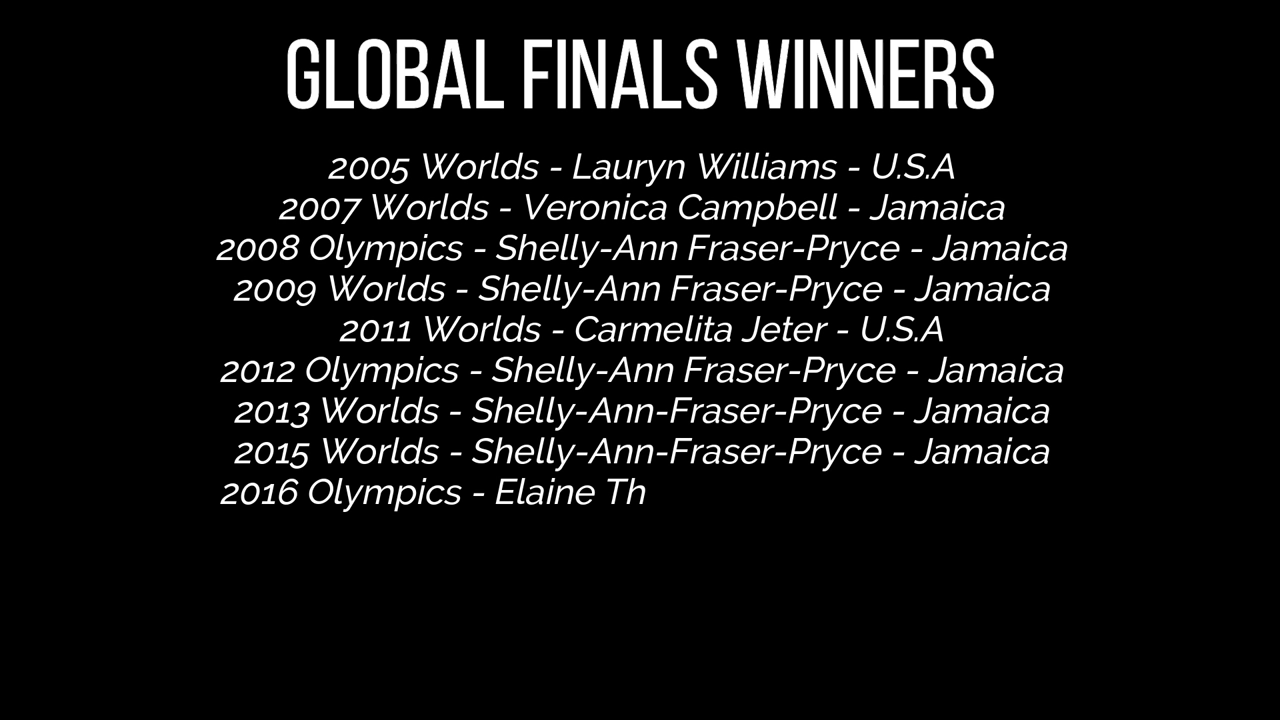 GLOBAL FINALS WINNERS
2005 Worlds - Lauryn Williams - U.S.A
2007 Worlds - Veronica Campbell - Jamaica
2008 Olympics - Shelly-Ann Fraser-Pryce - Jamaica
2009 Worlds - Shelly-Ann Fraser-Pryce - Jamaica
2011 Worlds - Carmelita Jeter - U.S.A
2012 Olympics - Shelly-Ann Fraser-Pryce - Jamaica
2013 Worlds - Shelly-Ann-Fraser-Pryce - Jamaica
2015 Worlds - Shelly-Ann-Fraser-Pryce - Jamaica
2016 Olympics - Elaine Th